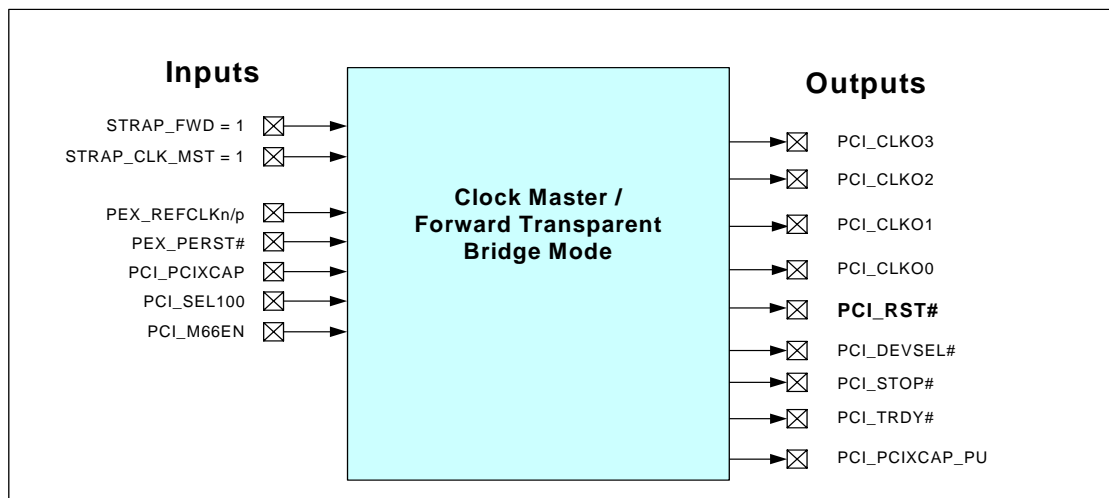 Inputs
STRAP_FWD = 1
STRAP_CLK_MST = 1
PEX_REFCLKn/p
PEX_PERST#
PCI_PCIXCAP
PCI_SEL100
PCI_M66EN
Clock Master /
Forward Transparent
Bridge Mode
Outputs
PCI_CLKO3
PCI_CLKO2
PCI_CLKO1
PCI_CLKO0
PCI_RST#
PCI_DEVSEL#
PCI_STOP#
PCI_TRDY#
PCI_PCIXCAP_PU